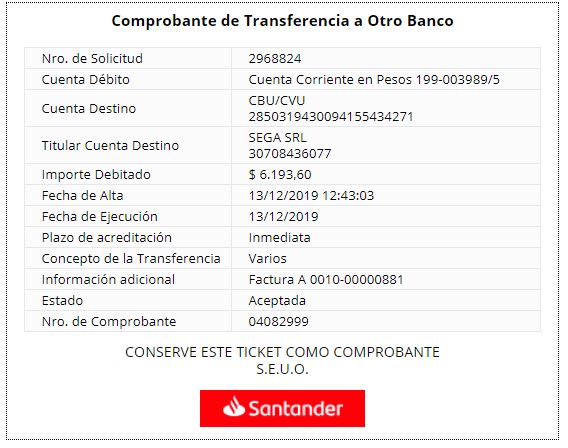 Comprobante de Transferencia a Otro Banco
Nro. de Solicitud 2968824
Cuenta Débito Cuenta Corriente en Pesos 199-003989/5
Cuenta Destino CBU/CVU
2850319430094155434271
Titular Cuenta Destino SEGA SRL
30708436077
Importe Debitado $ 6.193,60
Fecha de Alta 13/12/2019 12:43:03
Fecha de Ejecución 13/12/2019
Plazo de acreditación Inmediata
Concepto de la Transferencia Varios
Información adicional Factura A 0010-00000881
Estado Aceptada
Nro. de Comprobante 04082999
CONSERVE ESTE TICKET COMO COMPROBANTE
S.E.U.O.
Santander